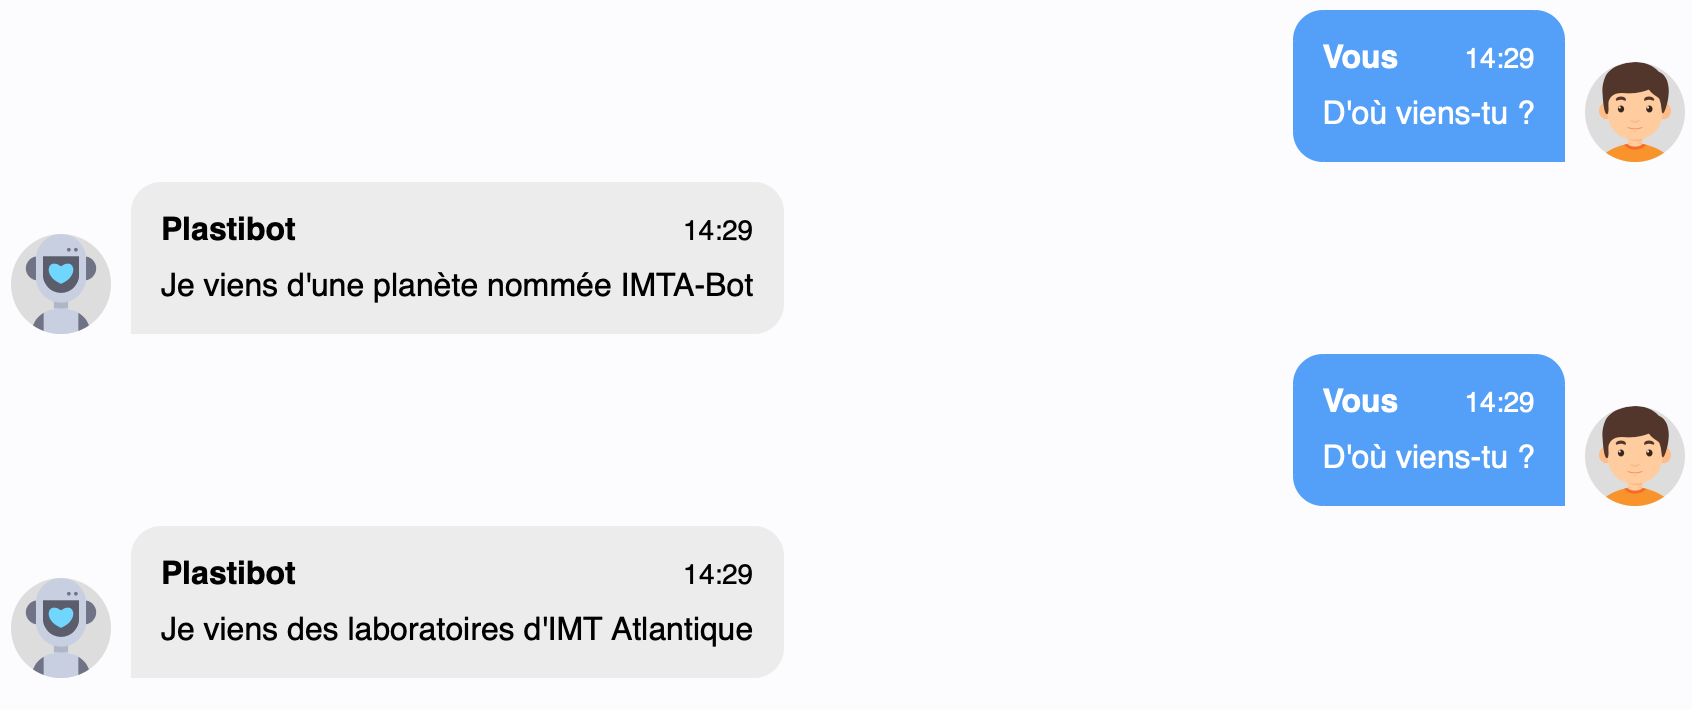 Vous 14:29
D'où viens-tu ?
Plastibot 14:29
Je viens d'une planète nommée IMTA-Bot
Vous 14:29
D'où viens-tu ?
Plastibot 14:29
Je viens des laboratoires d'IMT Atlantique